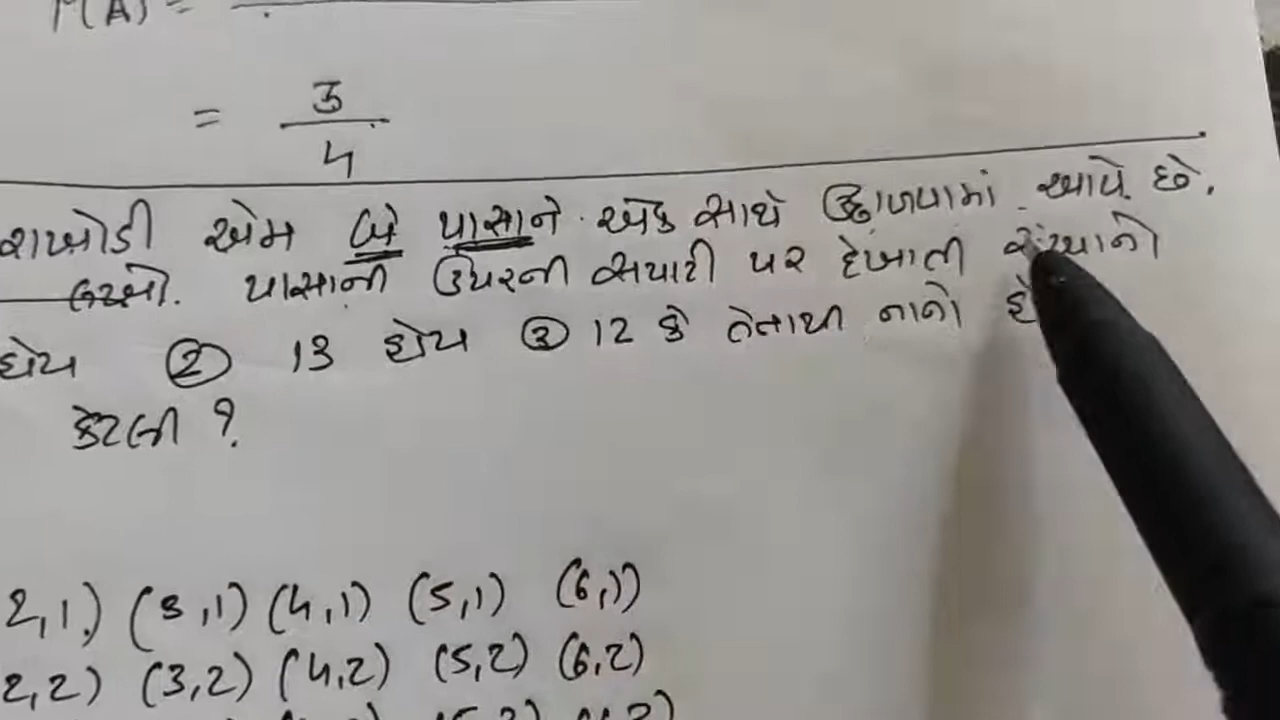 P(A) =
= 3/4
રાખોડી એમ બે પાસાને એક સાથે ઉછાળવામાં આવે છે.
પાસાની ઉપરની સપાટી પર દેખાતી
હોય ② 13 હોય ③ 12 કે તેનાથી નાનો
કેટલી ?
2,1) (3,1) (4,1) (5,1) (6,1)
2,2) (3,2) (4,2) (5,2) (6,2)